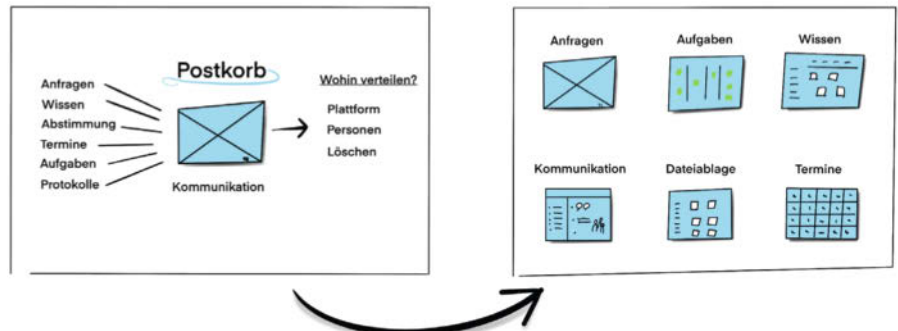 Postkorb
Anfragen
Wissen
Abstimmung
Termine
Aufgaben
Protokolle
Kommunikation
Wohin verteilen?
Plattform
Personen
Löschen
Anfragen
Aufgaben
Wissen
Kommunikation
Dateiablage
Termine